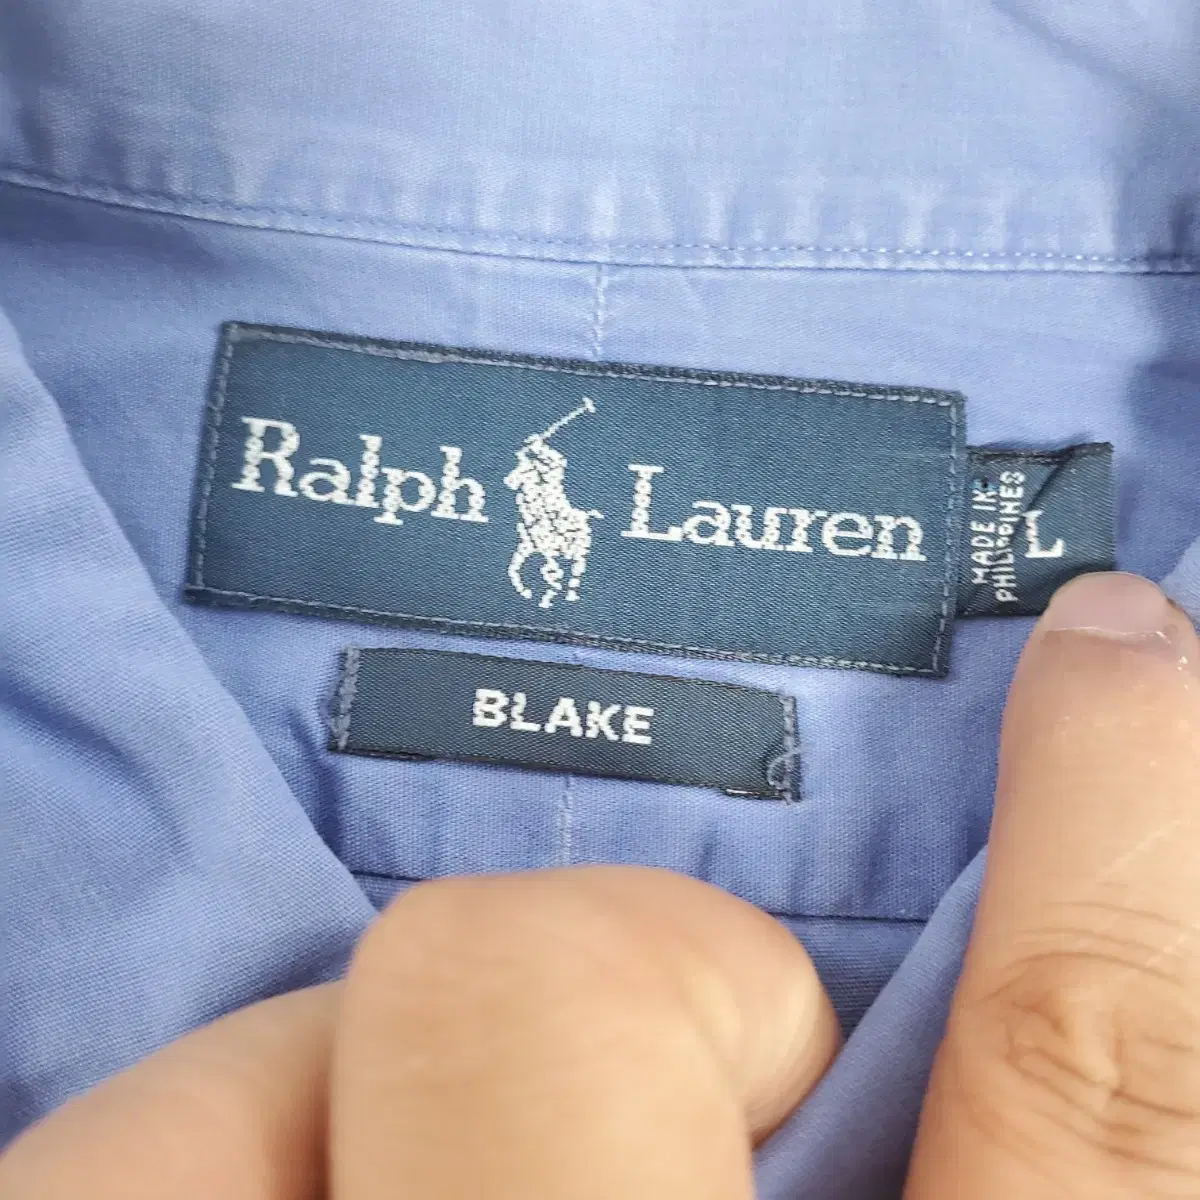 Ralph Lauren
MADE IN
PHILIPPINES
L
BLAKE